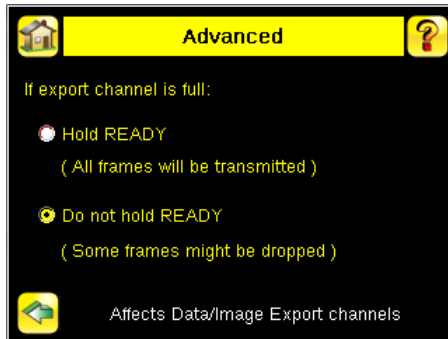 Advanced
?
If export channel is full:
Hold READY
( All frames will be transmitted )
Do not hold READY
( Some frames might be dropped )
Affects Data/Image Export channels